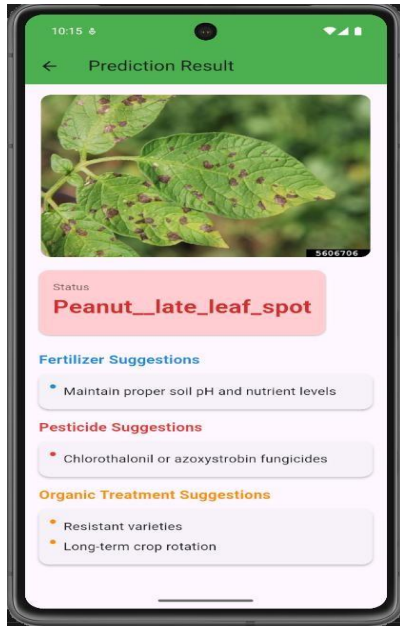 10:15
Prediction Result
5606706
Status
Peanut__late_leaf_spot
Fertilizer Suggestions
Maintain proper soil pH and nutrient levels
Pesticide Suggestions
Chlorothalonil or azoxystrobin fungicides
Organic Treatment Suggestions
Resistant varieties
Long-term crop rotation